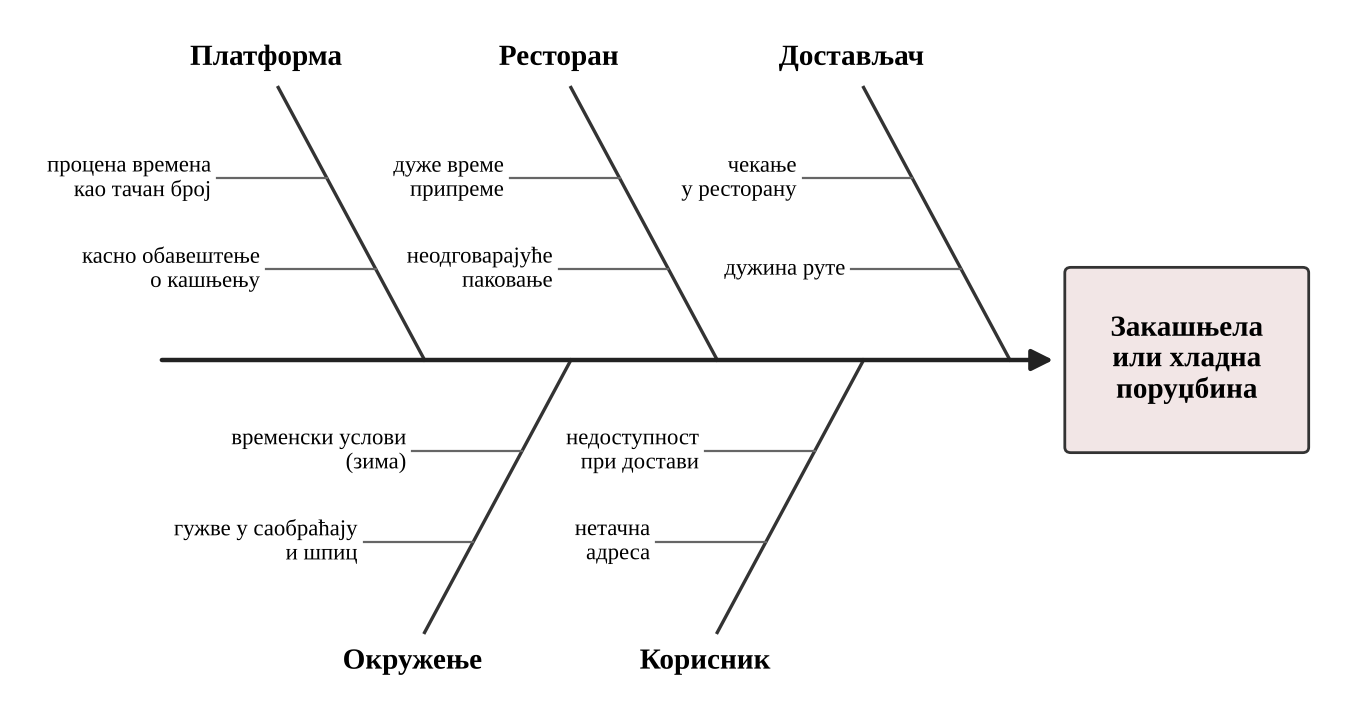 Платформа
Ресторан
Достављач
процена времена
као тачан број
дуже време
припреме
чекање
у ресторану
касно обавештење
о кашњењу
неодговарајуће
паковање
дужина руте
Закашњела
или хладна
поруџбина
временски услови
(зима)
недоступност
при достави
гужве у саобраћају
и шпиц
нетачна
адреса
Окружење
Корисник